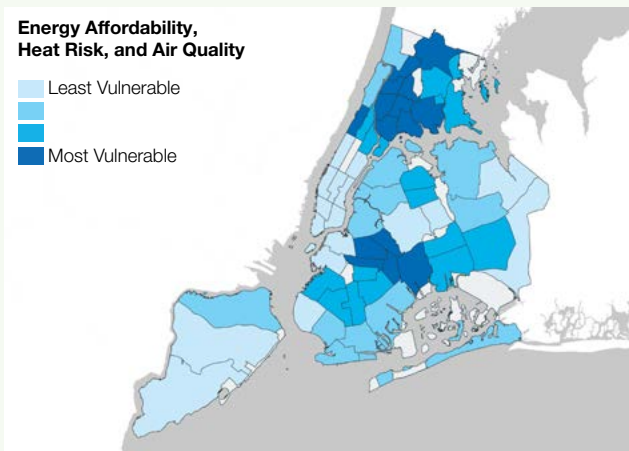 Energy Affordability,
Heat Risk, and Air Quality
Least Vulnerable
Most Vulnerable